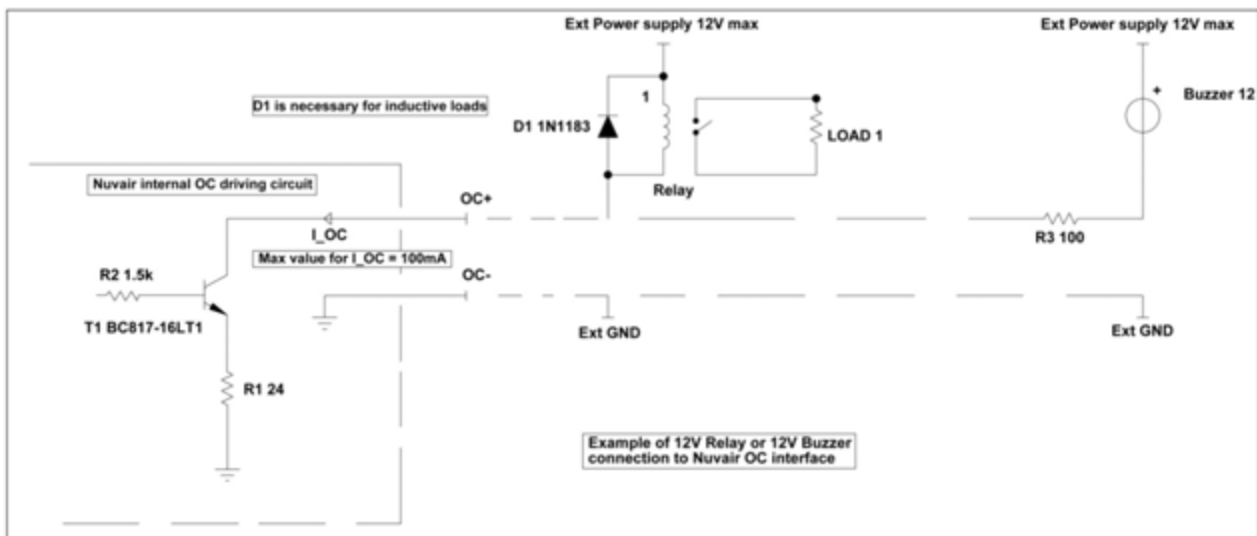 Ext Power supply 12V max
Ext Power supply 12V max
D1 is necessary for inductive loads
1
D1 1N1183
LOAD 1
+
Buzzer 12
Nuvair internal OC driving circuit
Relay
OC+
I_OC
R3 100
Max value for I_OC = 100mA
OC-
R2 1.5k
T1 BC817-16LT1
Ext GND
Ext GND
R1 24
Example of 12V Relay or 12V Buzzer
connection to Nuvair OC interface